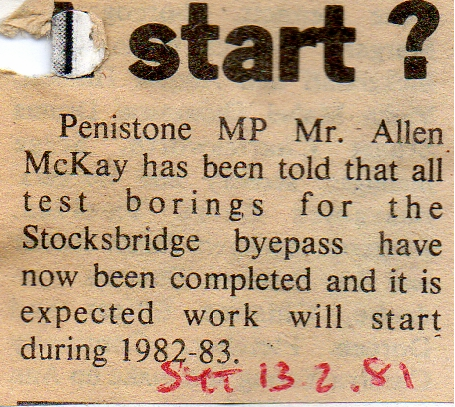 start ?
Penistone MP Mr. Allen
McKay has been told that all
test borings for the
Stocksbridge byepass have
now been completed and it is
expected work will start
during 1982-83.
13.2.81